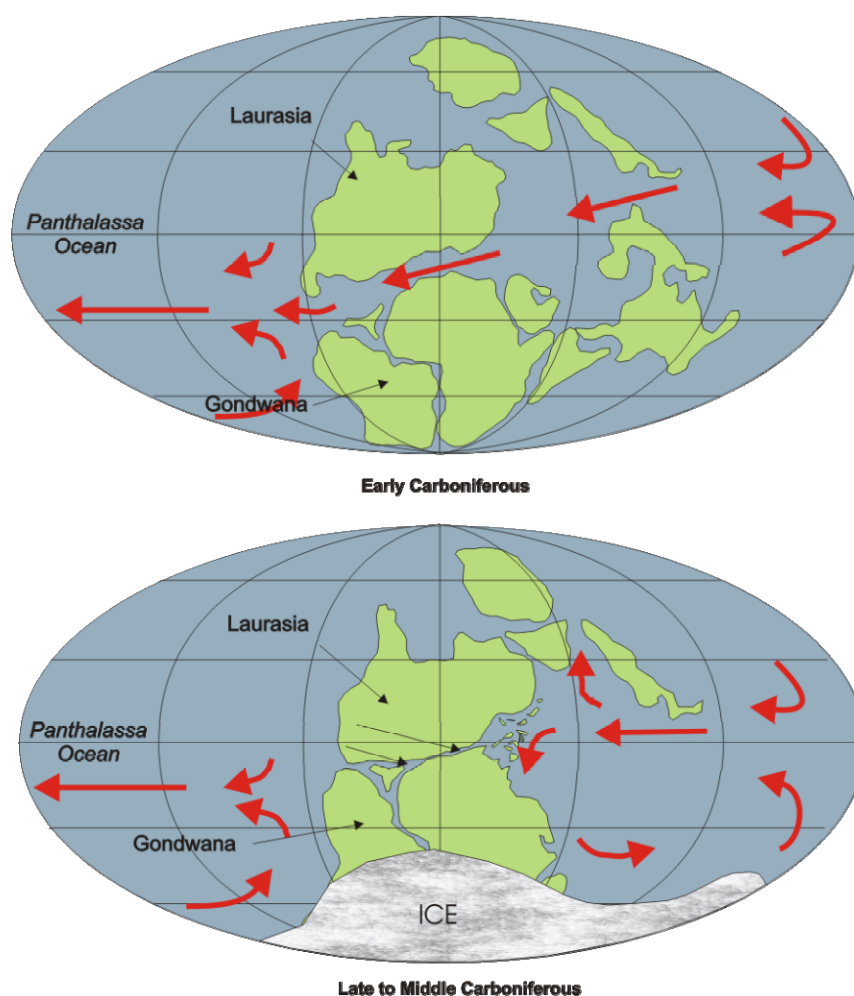 Laurasia
Panthalassa
Ocean
Gondwana
Early Carboniferous
Laurasia
Panthalassa
Ocean
Gondwana
ICE
Late to Middle Carboniferous